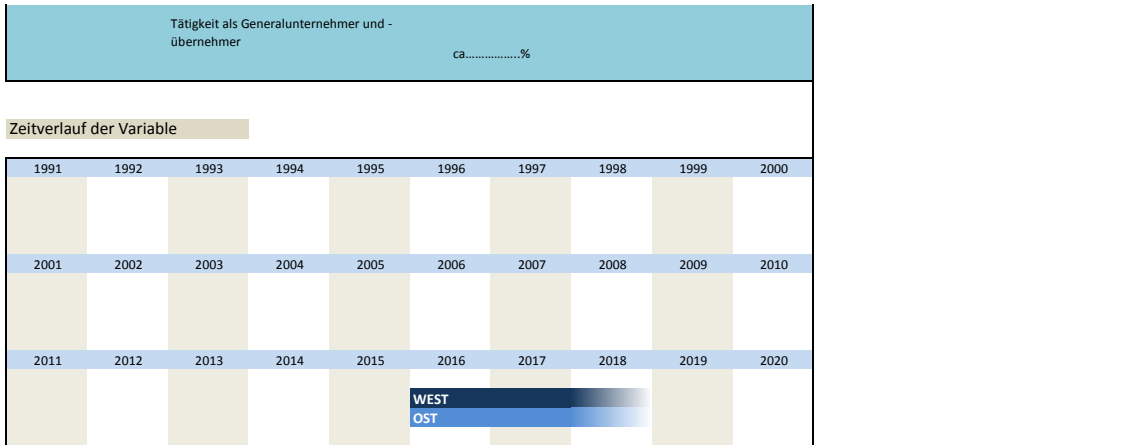 Tätigkeit als Generalunternehmer und -
übernehmer
ca……………..%
Zeitverlauf der Variable
1991 1992 1993 1994 1995 1996 1997 1998 1999 2000
2001 2002 2003 2004 2005 2006 2007 2008 2009 2010
2011 2012 2013 2014 2015 2016 2017 2018 2019 2020
WEST
OST